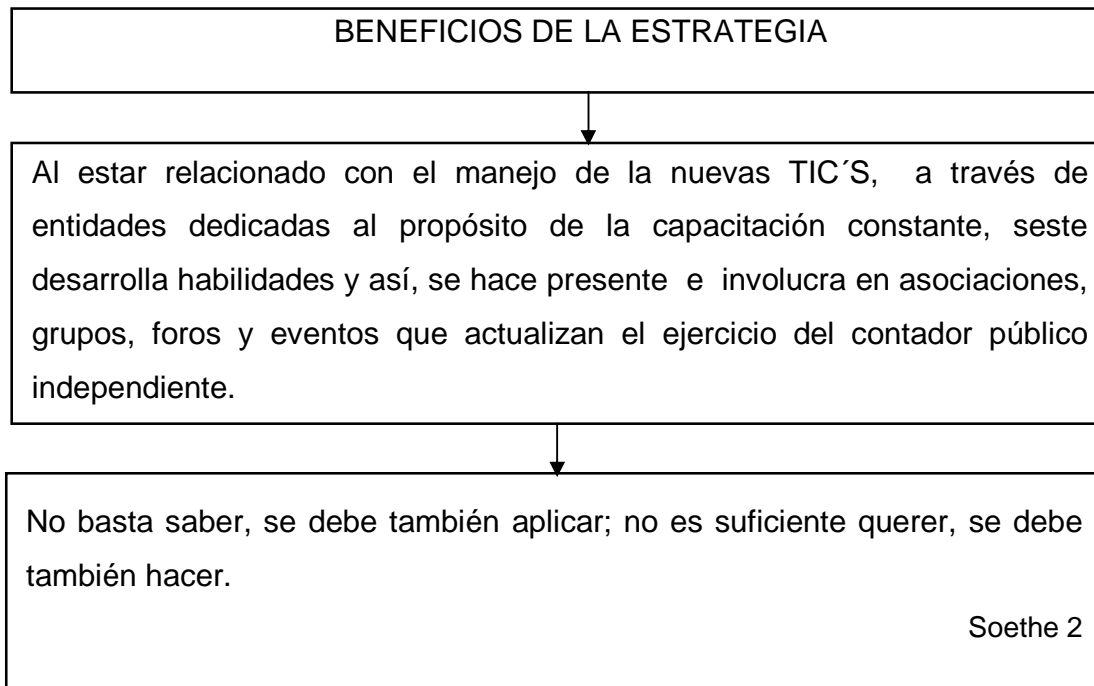 BENEFICIOS DE LA ESTRATEGIA
Al estar relacionado con el manejo de la nuevas TIC´S, a través de
entidades dedicadas al propósito de la capacitación constante, seste
desarrolla habilidades y así, se hace presente e involucra en asociaciones,
grupos, foros y eventos que actualizan el ejercicio del contador público
independiente.
No basta saber, se debe también aplicar; no es suficiente querer, se debe
también hacer.
Soethe 2